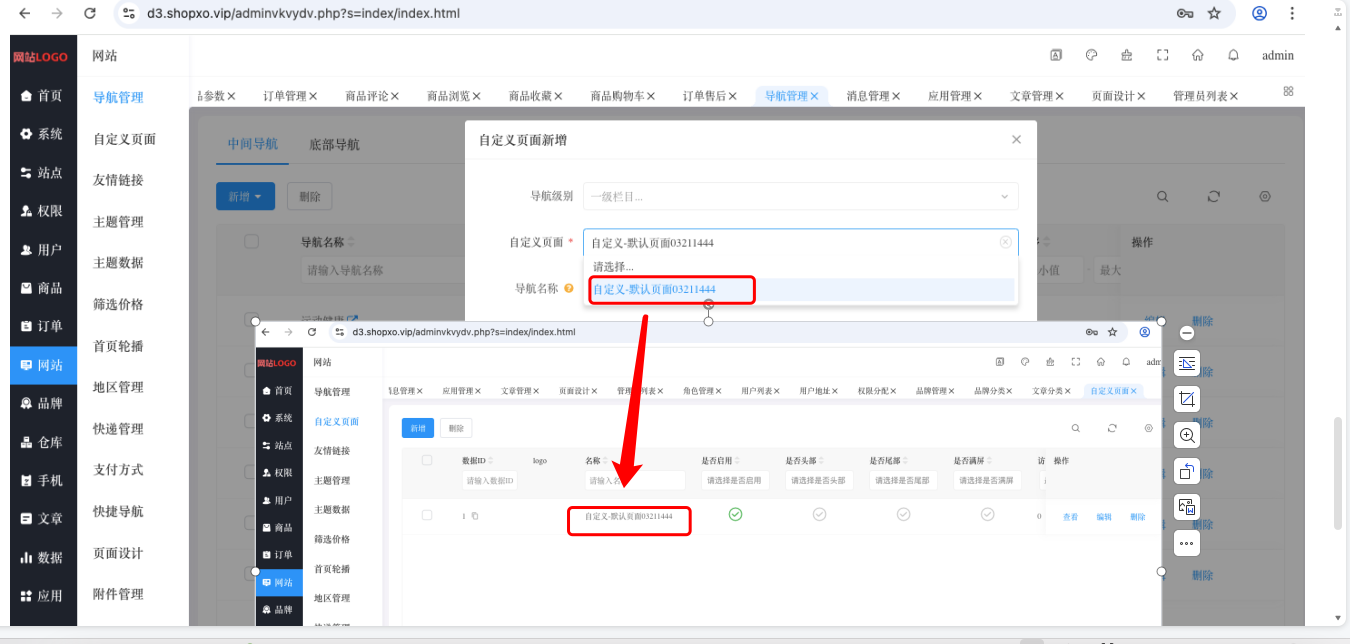 d3.shopxo.vip/adminvkvydv.php?s=index/index.html
网站LOGO
网站
admin
首页
系统
站点
权限
用户
商品
订单
网站
品牌
仓库
手机
文章
数据
应用
导航管理
自定义页面
友情链接
主题管理
主题数据
筛选价格
首页轮播
地区管理
快递管理
支付方式
快捷导航
页面设计
附件管理
品参数 订单管理 商品评论 商品浏览 商品收藏 商品购物车 订单售后 导航管理 消息管理 应用管理 文章管理 页面设计 管理员列表
中间导航 底部导航
新增 删除
导航名称 操作
请输入导航名称 小值 - 最大
运动健康 编辑 删除
删除
删除
删除
删除
删除
自定义页面新增
导航级别 一级栏目...
自定义页面 * 自定义-默认页面03211444
请选择...
导航名称 自定义-默认页面03211444
d3.shopxo.vip/adminvkvydv.php?s=index/index.html
网站LOGO
网站
adm
首页
系统
站点
权限
用户
商品
订单
网站
品牌
导航管理
自定义页面
友情链接
主题管理
主题数据
筛选价格
首页轮播
地区管理
快递管理
消息管理 应用管理 文章管理 页面设计 管理员列表 角色管理 用户列表 用户地址 权限分配 品牌管理 品牌分类 文章分类 自定义页面
新增 删除
数据ID logo 名称 是否启用 是否头部 是否尾部 是否满屏 访 操作
请输入数据ID 请输入名 请选择是否启用 请选择是否头部 请选择是否尾部 请选择是否满屏
1 自定义-默认页面03211444 0 查看 编辑 删除